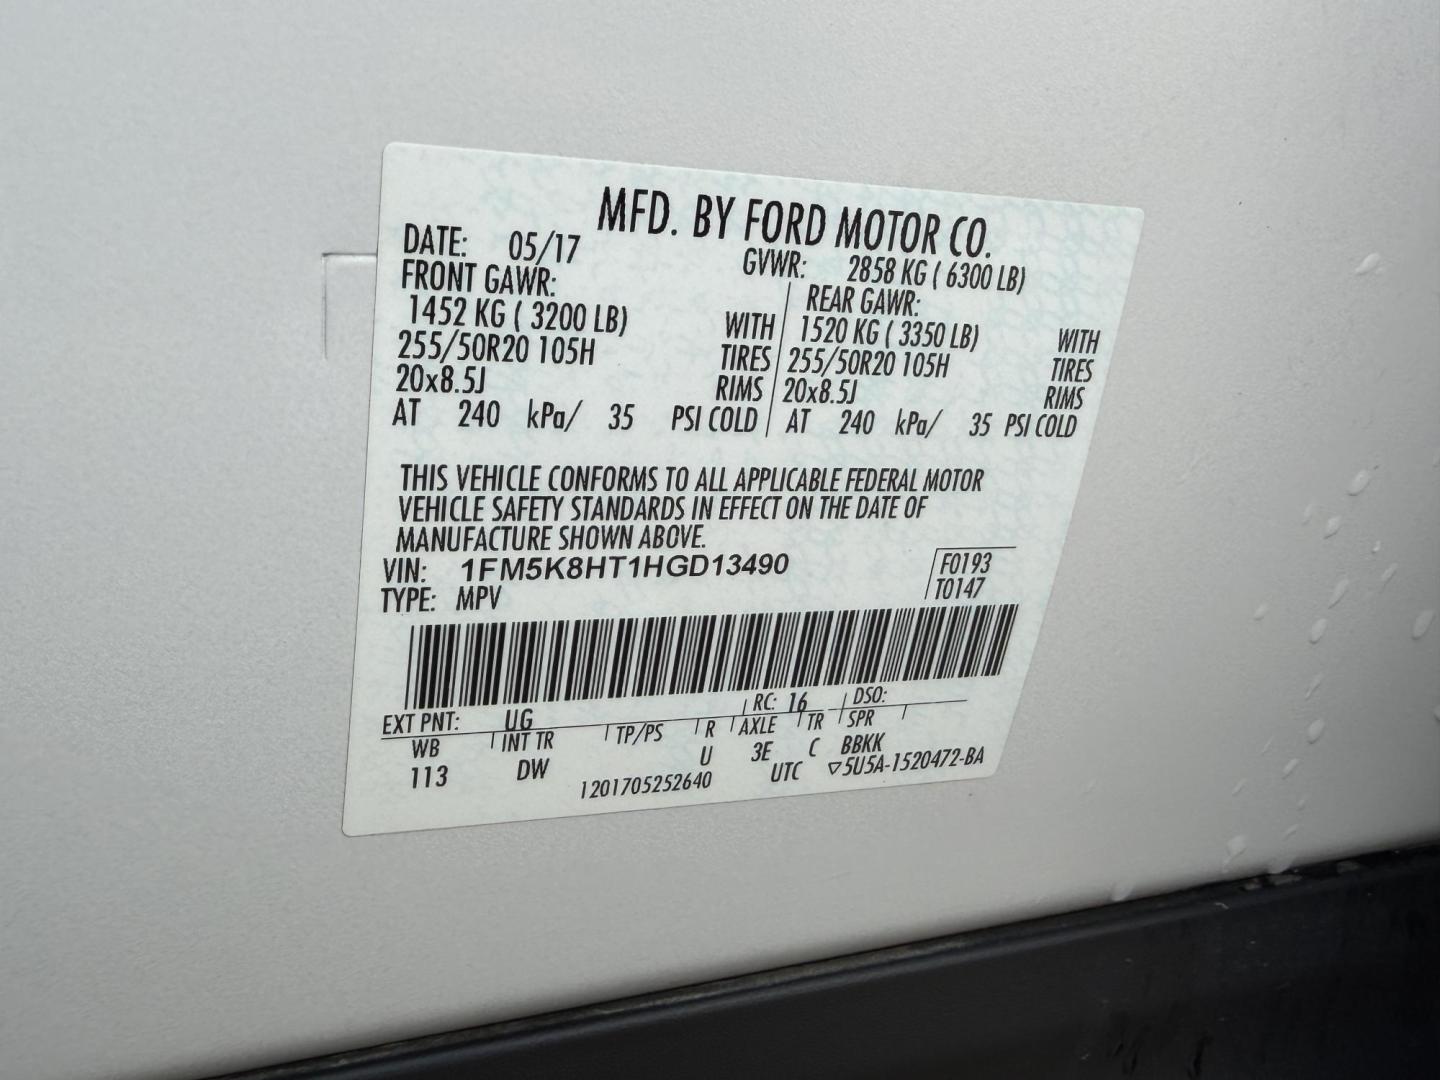 MFD. BY FORD MOTOR CO.
DATE: 05/17 GVWR: 2858 KG ( 6300 LB)
FRONT GAWR: REAR GAWR:
1452 KG ( 3200 LB) WITH 1520 KG ( 3350 LB) WITH
255/50R20 105H TIRES 255/50R20 105H TIRES
20x8.5J RIMS 20x8.5J RIMS
AT 240 kPa/ 35 PSI COLD AT 240 kPa/ 35 PSI COLD
THIS VEHICLE CONFORMS TO ALL APPLICABLE FEDERAL MOTOR
VEHICLE SAFETY STANDARDS IN EFFECT ON THE DATE OF
MANUFACTURE SHOWN ABOVE.
VIN: 1FM5K8HT1HGD13490 F0193
TYPE: MPV T0147
EXT PNT: UG RC: 16 DSO:
WB INT TR TP/PS R AXLE TR SPR
113 DW U 3E C BBKK
1201705252640 UTC ▽5U5A-1520472-BA